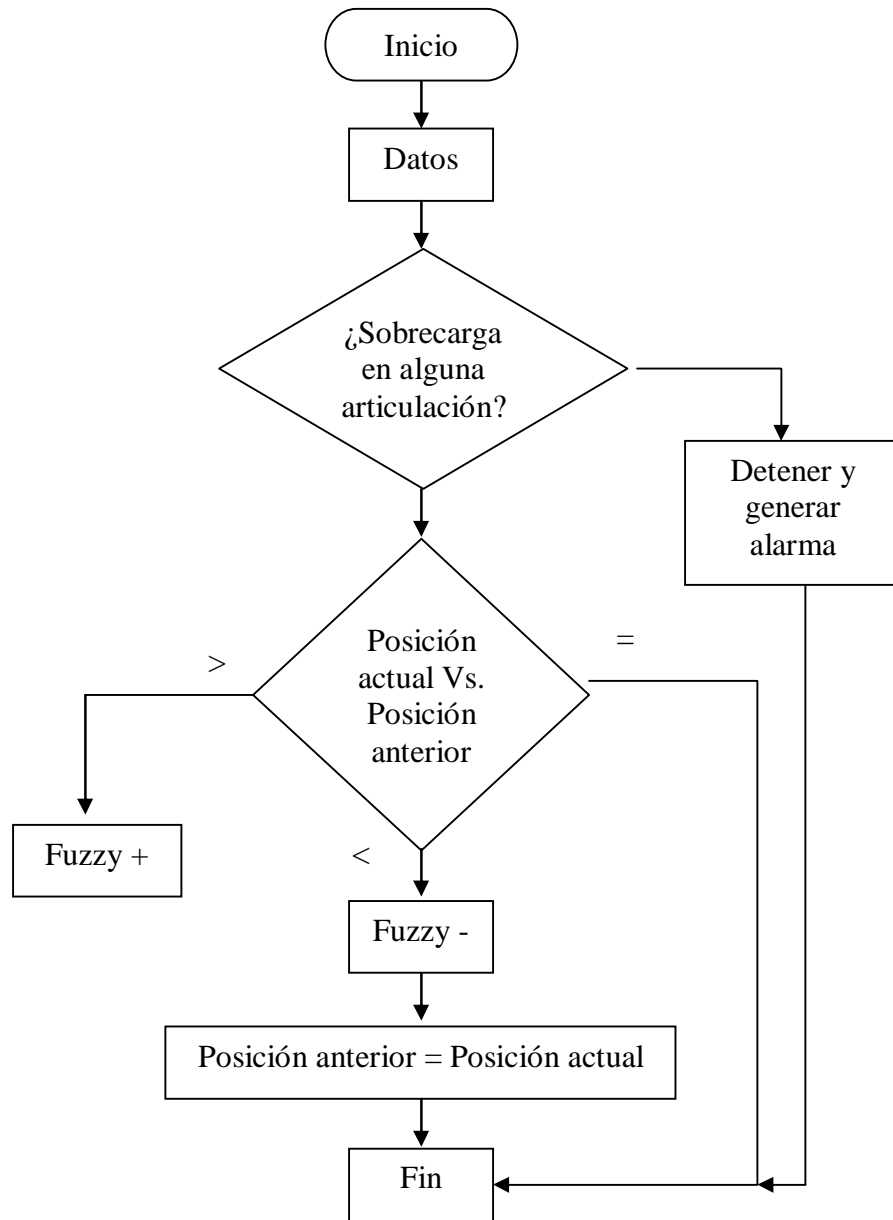 Inicio
Datos
¿Sobrecarga
en alguna
articulación?
Detener y
generar
alarma
Posición
actual Vs.
Posición
anterior
>
=
<
Fuzzy +
Fuzzy -
Posición anterior = Posición actual
Fin